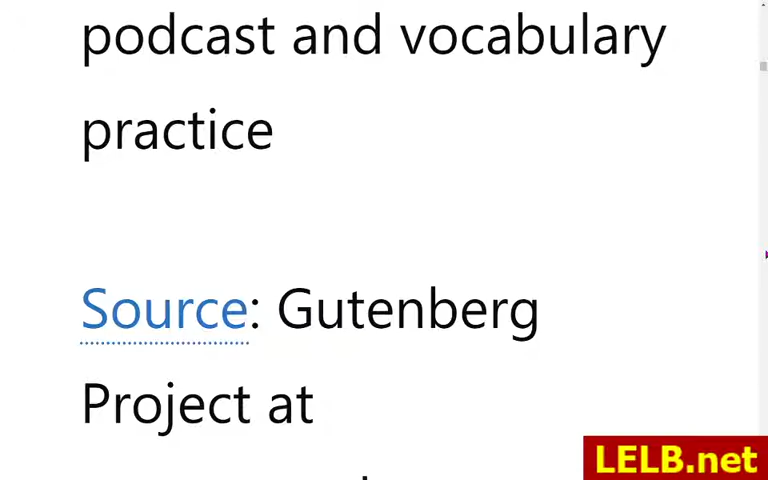 podcast and vocabulary
practice
Source: Gutenberg
Project at
LELB.net